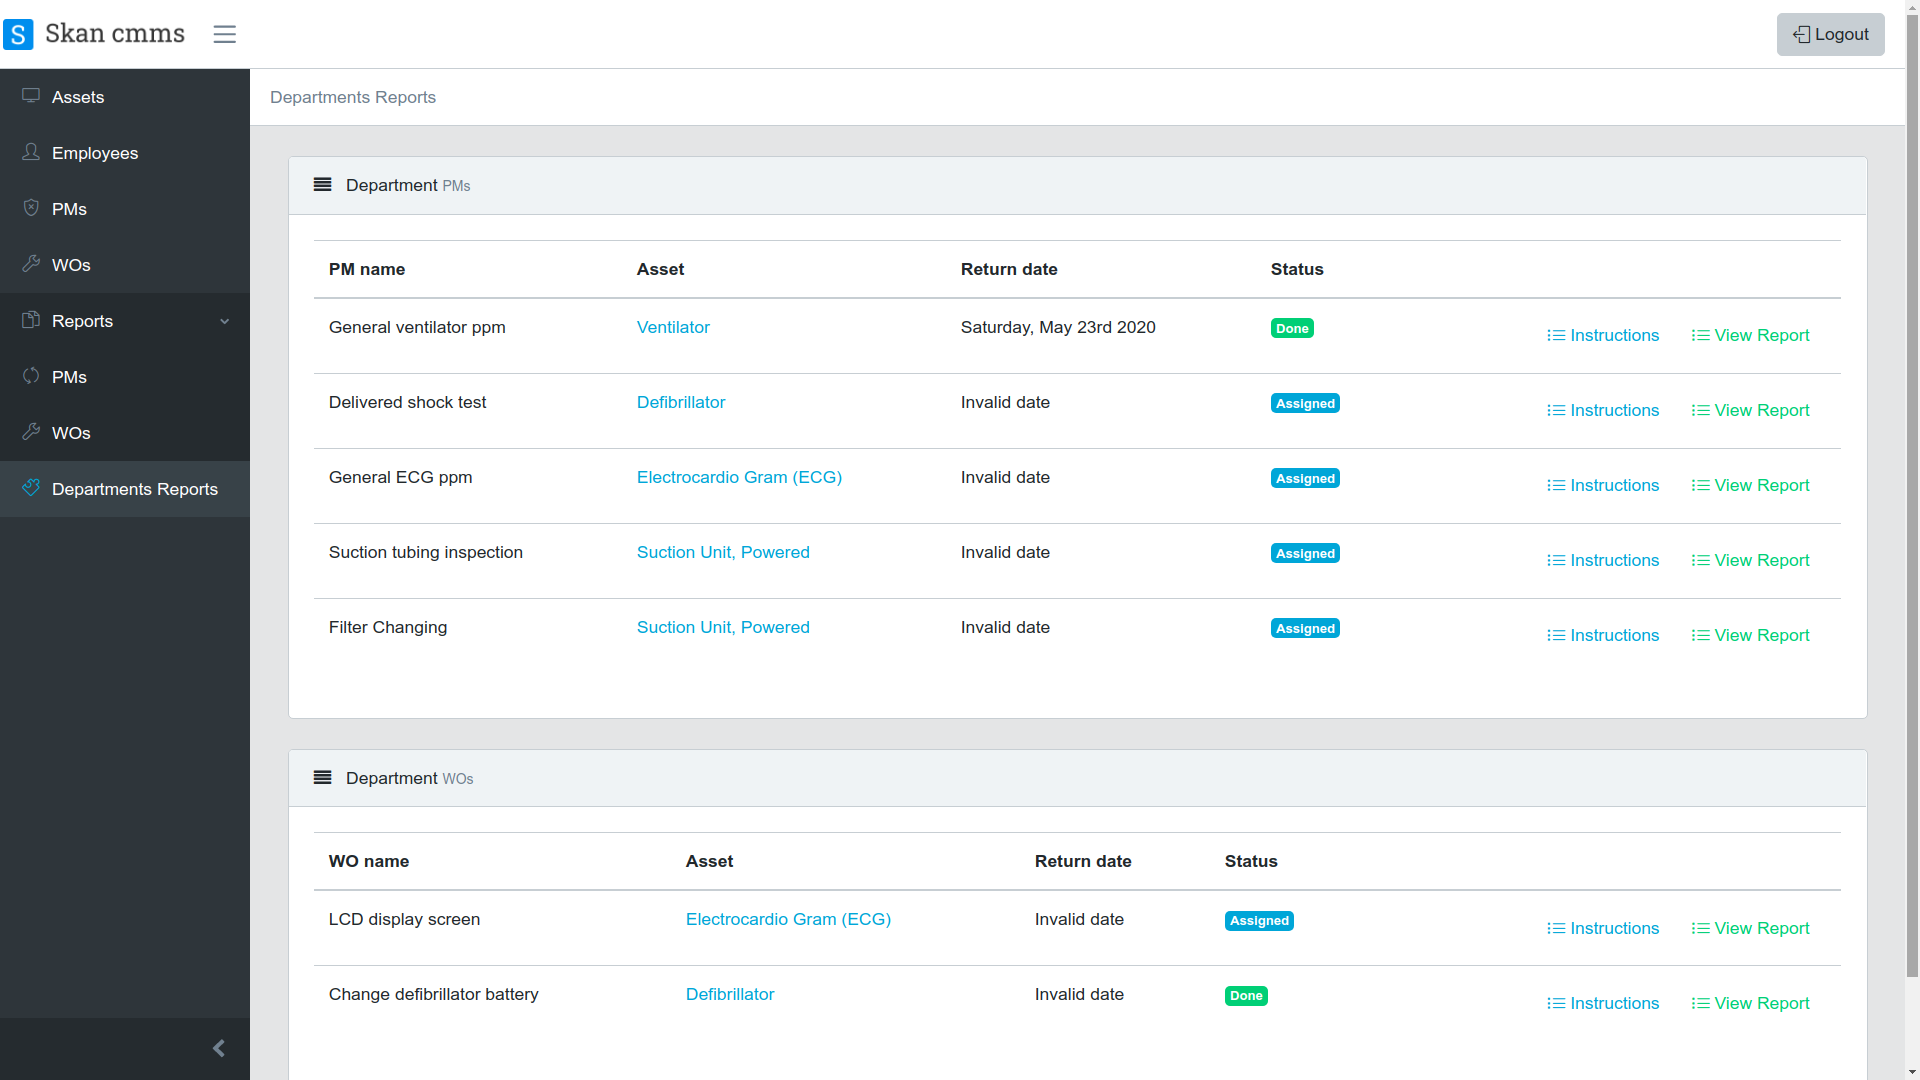 S Skan cmms
Logout
Assets
Employees
PMs
WOs
Reports
PMs
WOs
Departments Reports
Departments Reports
Department PMs
PM name Asset Return date Status
General ventilator ppm Ventilator Saturday, May 23rd 2020 Done Instructions View Report
Delivered shock test Defibrillator Invalid date Assigned Instructions View Report
General ECG ppm Electrocardio Gram (ECG) Invalid date Assigned Instructions View Report
Suction tubing inspection Suction Unit, Powered Invalid date Assigned Instructions View Report
Filter Changing Suction Unit, Powered Invalid date Assigned Instructions View Report
Department WOs
WO name Asset Return date Status
LCD display screen Electrocardio Gram (ECG) Invalid date Assigned Instructions View Report
Change defibrillator battery Defibrillator Invalid date Done Instructions View Report